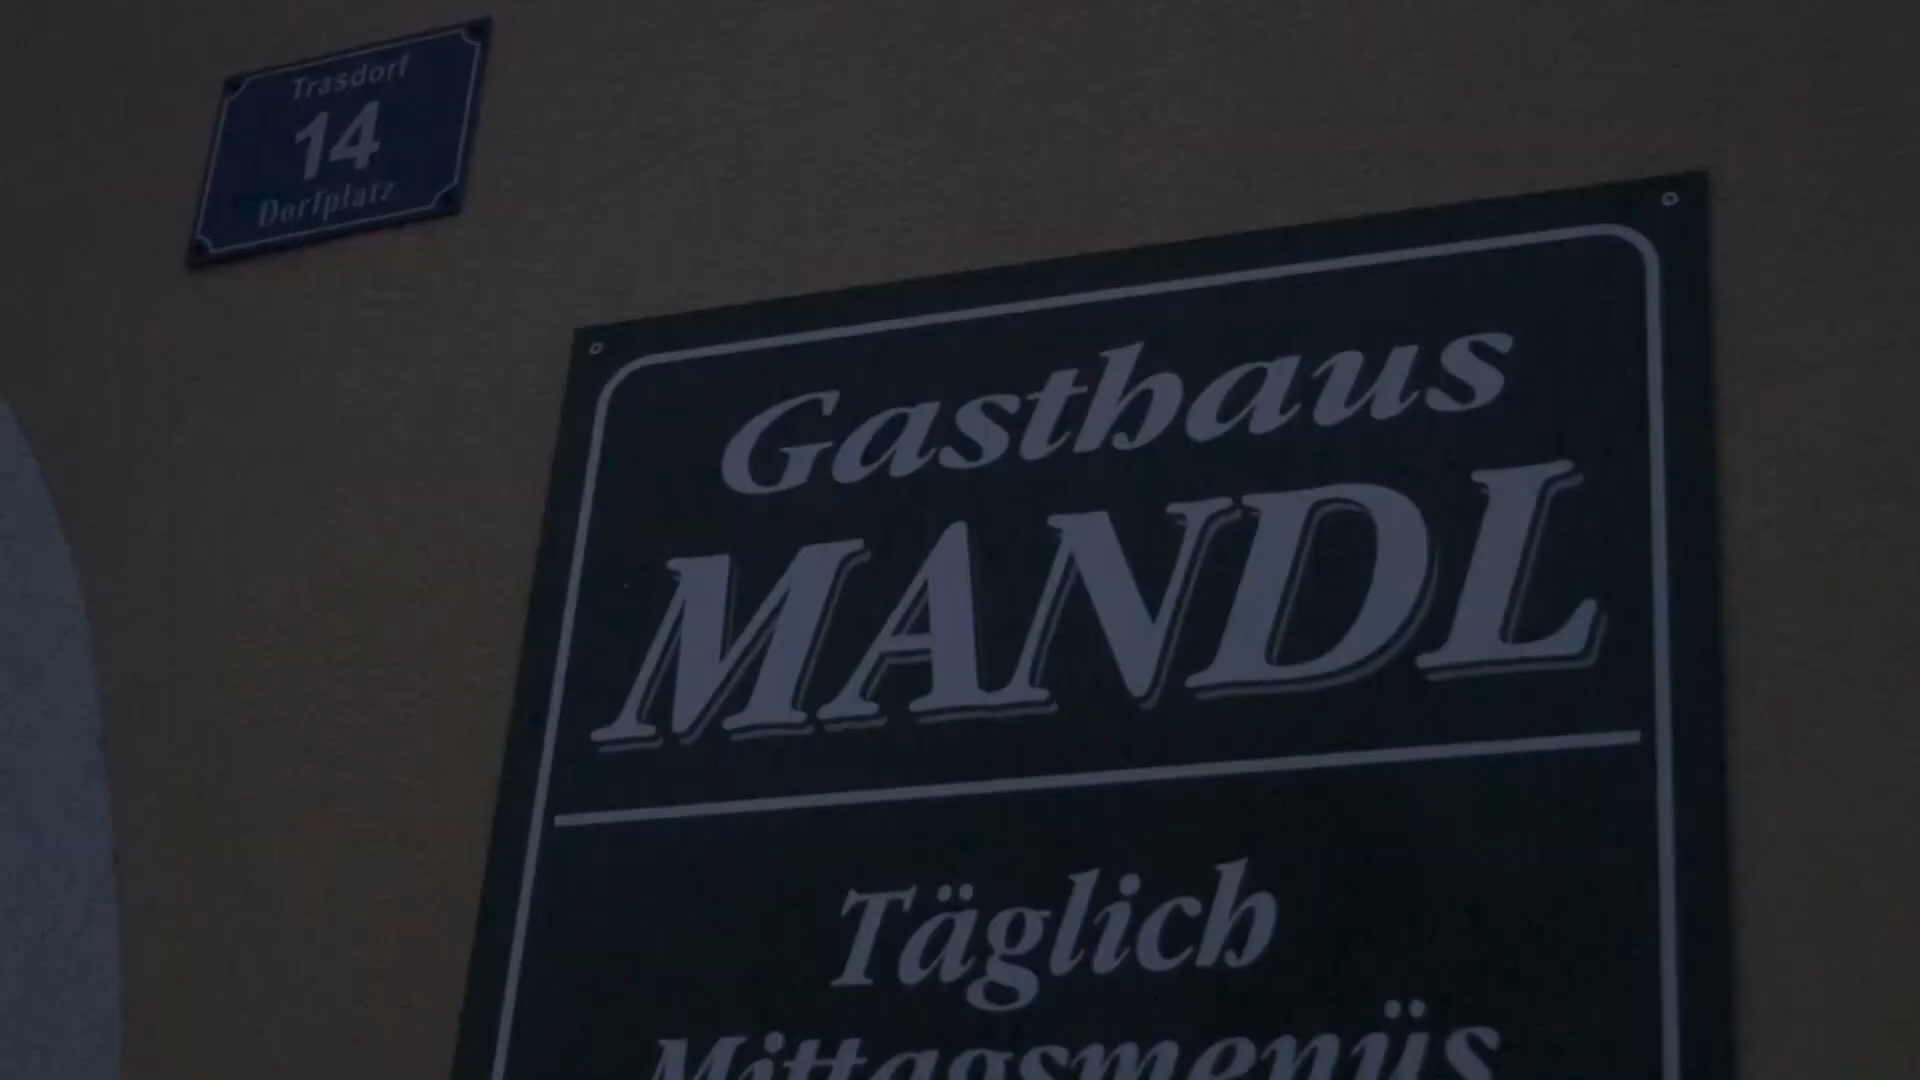 Trasdorf
14
Dorfplatz
Gasthaus
MANDL
Täglich
Mittagsmenüs